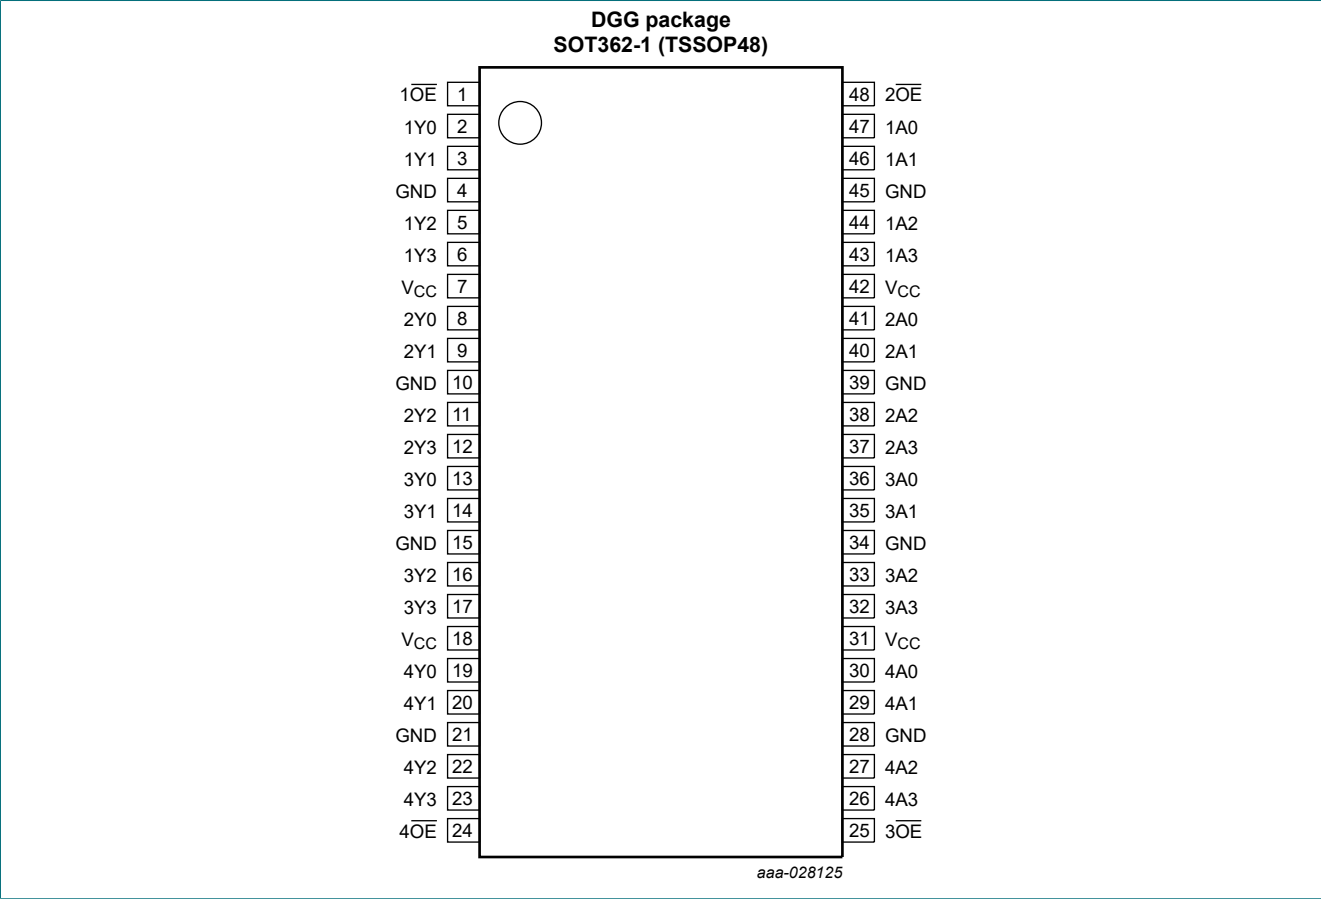 DGG package
SOT362-1 (TSSOP48)
1O̅E̅ 1 48 2O̅E̅
1Y0 2 47 1A0
1Y1 3 46 1A1
GND 4 45 GND
1Y2 5 44 1A2
1Y3 6 43 1A3
VCC 7 42 VCC
2Y0 8 41 2A0
2Y1 9 40 2A1
GND 10 39 GND
2Y2 11 38 2A2
2Y3 12 37 2A3
3Y0 13 36 3A0
3Y1 14 35 3A1
GND 15 34 GND
3Y2 16 33 3A2
3Y3 17 32 3A3
VCC 18 31 VCC
4Y0 19 30 4A0
4Y1 20 29 4A1
GND 21 28 GND
4Y2 22 27 4A2
4Y3 23 26 4A3
4O̅E̅ 24 25 3O̅E̅
aaa-028125